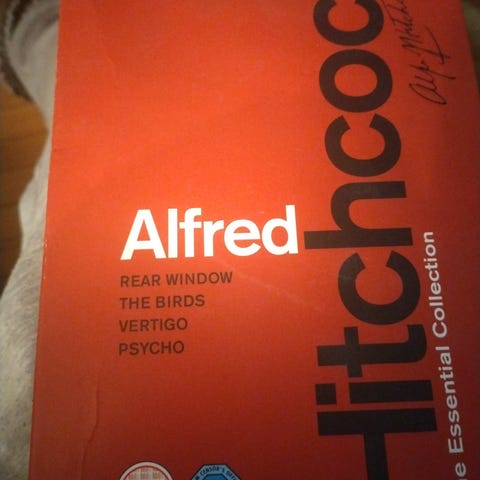 Alfred
Hitchcoc
REAR WINDOW
THE BIRDS
VERTIGO
PSYCHO
e Essential Collection